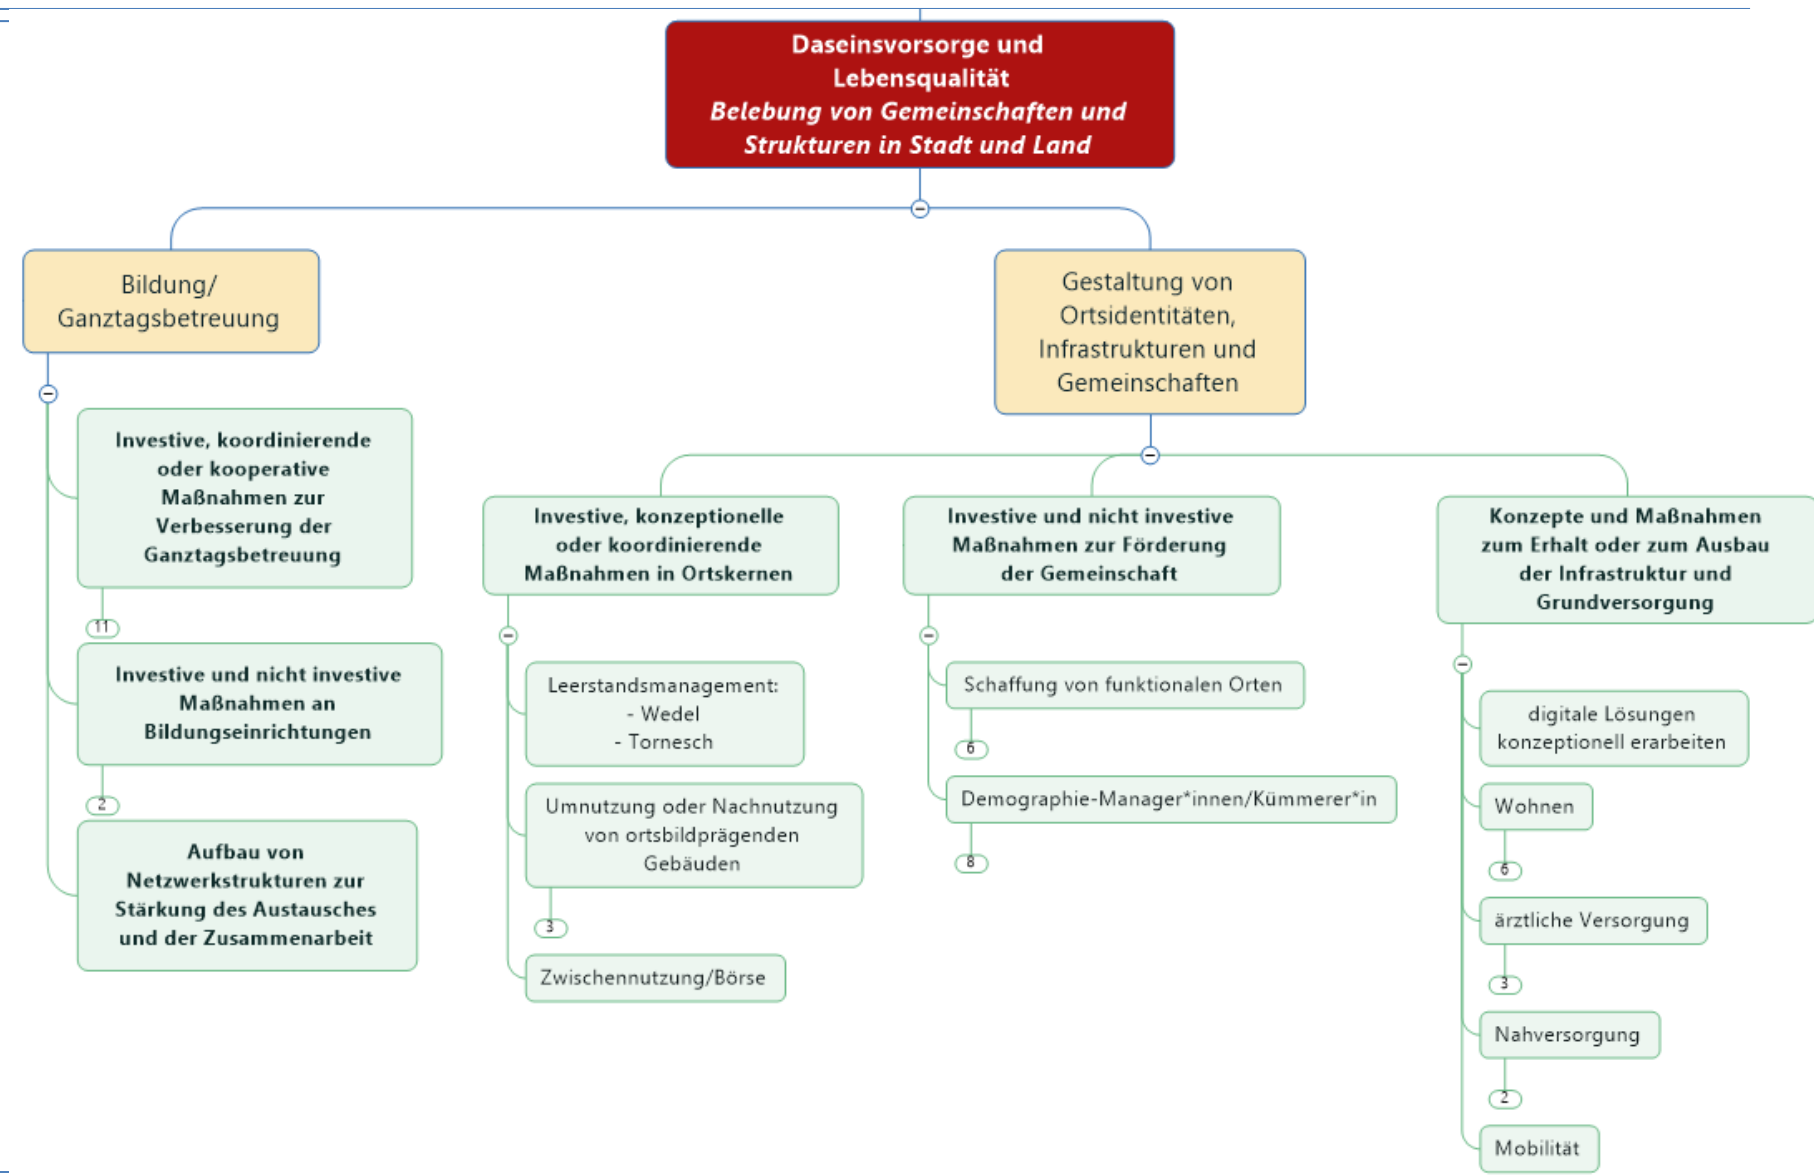 Daseinsvorsorge und
Lebensqualität
Belebung von Gemeinschaften und
Strukturen in Stadt und Land
Bildung/
Ganztagsbetreuung
Investive, koordinierende
oder kooperative
Maßnahmen zur
Verbesserung der
Ganztagsbetreuung
11
Investive und nicht investive
Maßnahmen an
Bildungseinrichtungen
2
Aufbau von
Netzwerkstrukturen zur
Stärkung des Austausches
und der Zusammenarbeit
Gestaltung von
Ortsidentitäten,
Infrastrukturen und
Gemeinschaften
Investive, konzeptionelle
oder koordinierende
Maßnahmen in Ortskernen
Leerstandsmanagement:
- Wedel
- Tornesch
Umnutzung oder Nachnutzung
von ortsbildprägenden
Gebäuden
3
Zwischennutzung/Börse
Investive und nicht investive
Maßnahmen zur Förderung
der Gemeinschaft
Schaffung von funktionalen Orten
6
Demographie-Manager*innen/Kümmerer*in
8
Konzepte und Maßnahmen
zum Erhalt oder zum Ausbau
der Infrastruktur und
Grundversorgung
digitale Lösungen
konzeptionell erarbeiten
Wohnen
6
ärztliche Versorgung
3
Nahversorgung
2
Mobilität